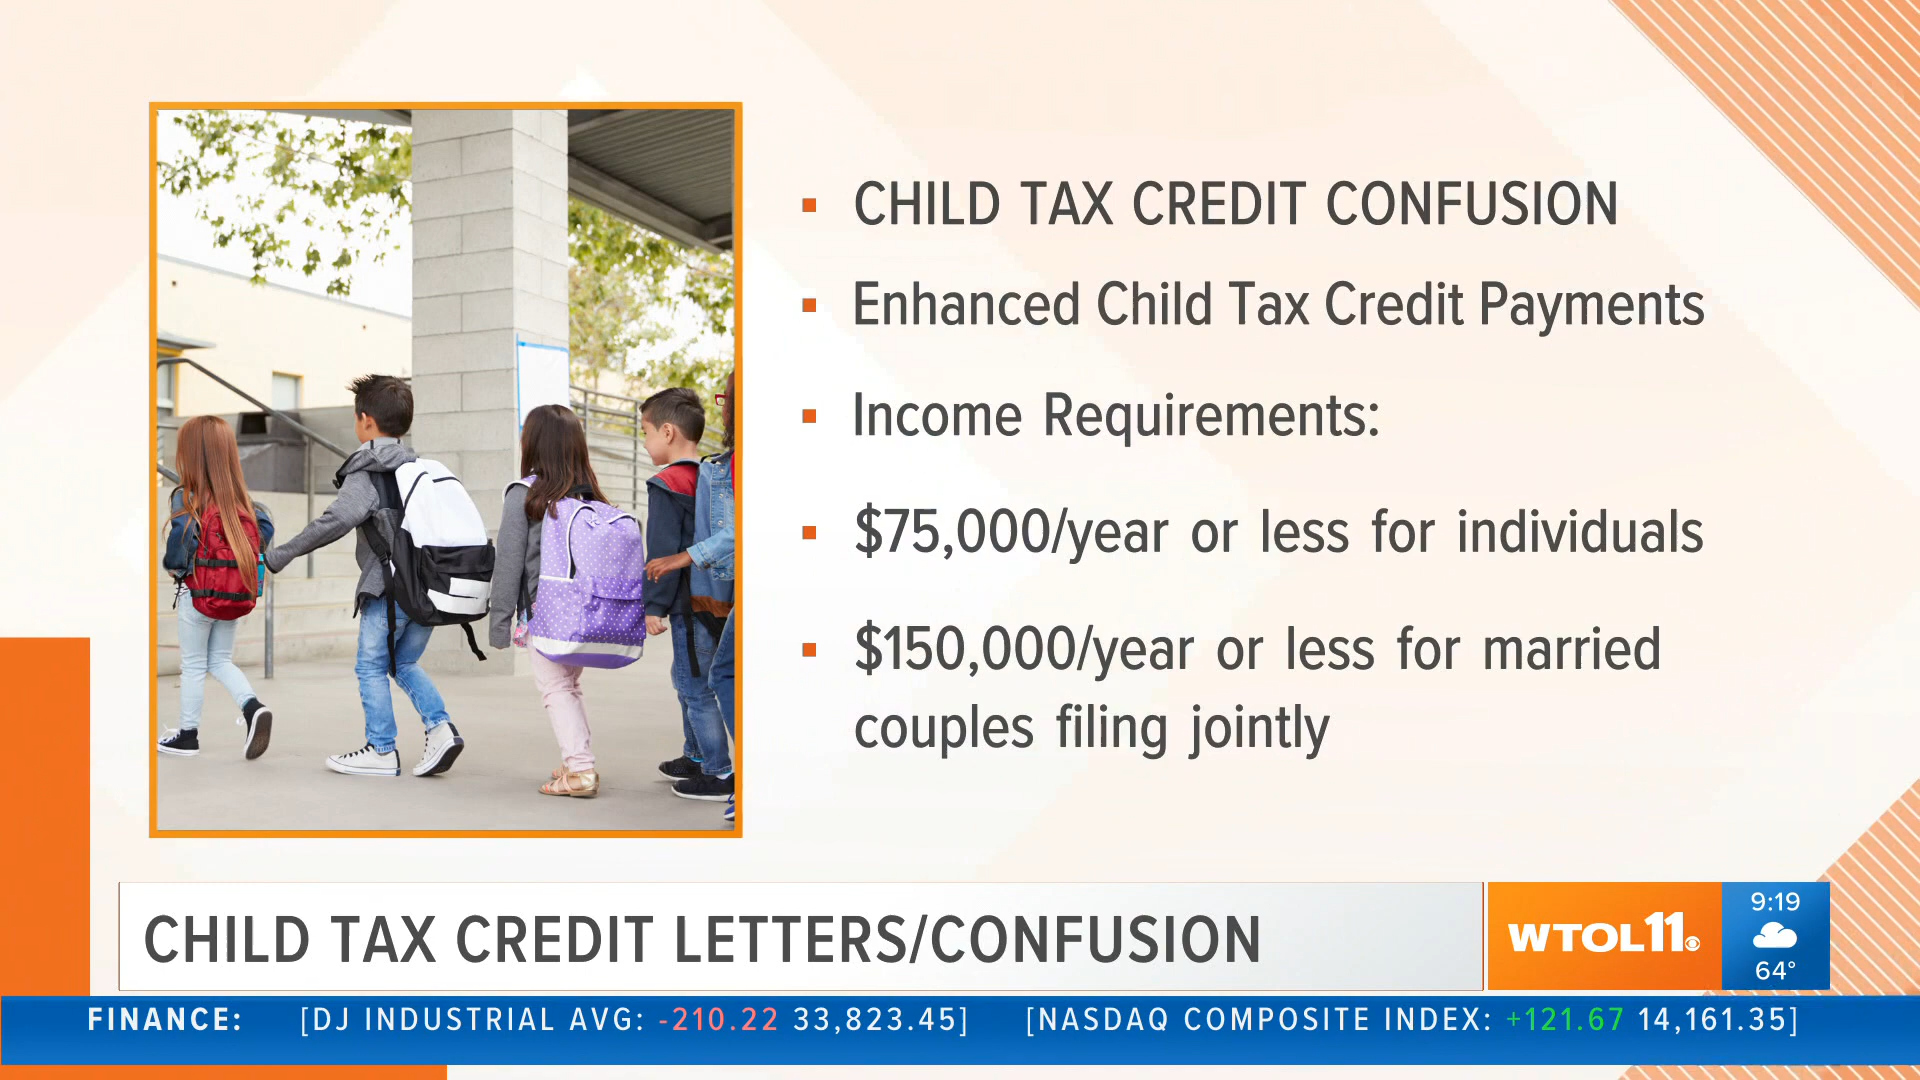 CHILD TAX CREDIT CONFUSION
Enhanced Child Tax Credit Payments
Income Requirements:
$75,000/year or less for individuals
$150,000/year or less for married
couples filing jointly
CHILD TAX CREDIT LETTERS/CONFUSION
WTOL11
9:19
64°
FINANCE: [DJ INDUSTRIAL AVG: -210.22 33,823.45] [NASDAQ COMPOSITE INDEX: +121.67 14,161.35]